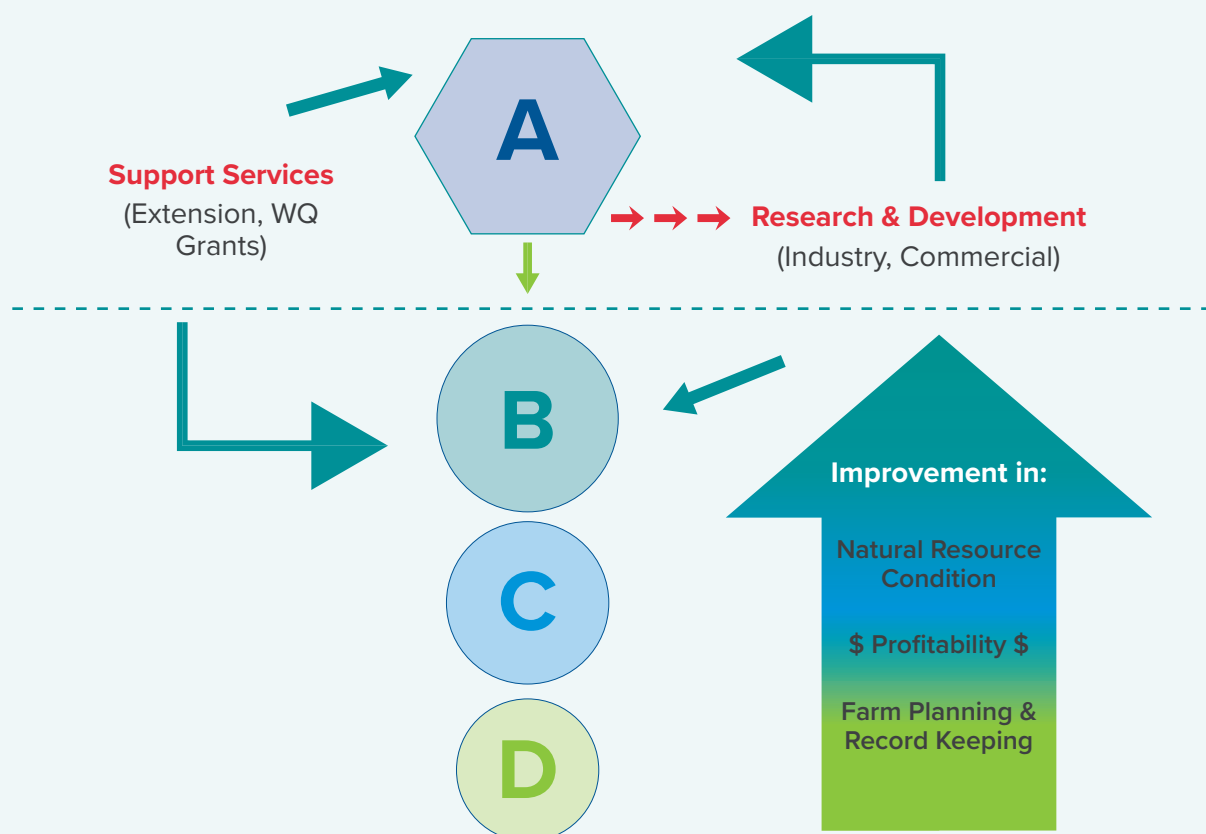 A
Support Services
(Extension, WQ
Grants)
Research & Development
(Industry, Commercial)
B
C
D
Improvement in:
Natural Resource
Condition
$ Profitability $
Farm Planning &
Record Keeping